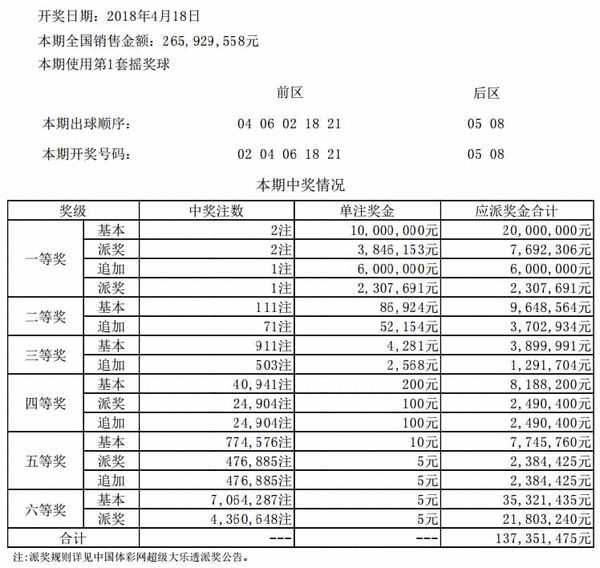 开奖日期：2018年4月18日
本期全国销售金额：265,929,558元
本期使用第1套摇奖球
前区 后区
本期出球顺序： 04 06 02 18 21 05 08
本期开奖号码： 02 04 06 18 21 05 08
本期中奖情况
奖级 中奖注数 单注奖金 应派奖金合计
一等奖 基本 2注 10,000,000元 20,000,000元
派奖 2注 3,846,153元 7,692,306元
追加 1注 6,000,000元 6,000,000元
派奖 1注 2,307,691元 2,307,691元
二等奖 基本 111注 86,924元 9,648,564元
追加 71注 52,154元 3,702,934元
三等奖 基本 911注 4,281元 3,899,991元
追加 503注 2,568元 1,291,704元
四等奖 基本 40,941注 200元 8,188,200元
派奖 24,904注 100元 2,490,400元
追加 24,904注 100元 2,490,400元
五等奖 基本 774,576注 10元 7,745,760元
派奖 476,885注 5元 2,384,425元
追加 476,885注 5元 2,384,425元
六等奖 基本 7,064,287注 5元 35,321,435元
派奖 4,360,648注 5元 21,803,240元
合计 --- --- 137,351,475元
注:派奖规则详见中国体彩网超级大乐透派奖公告。